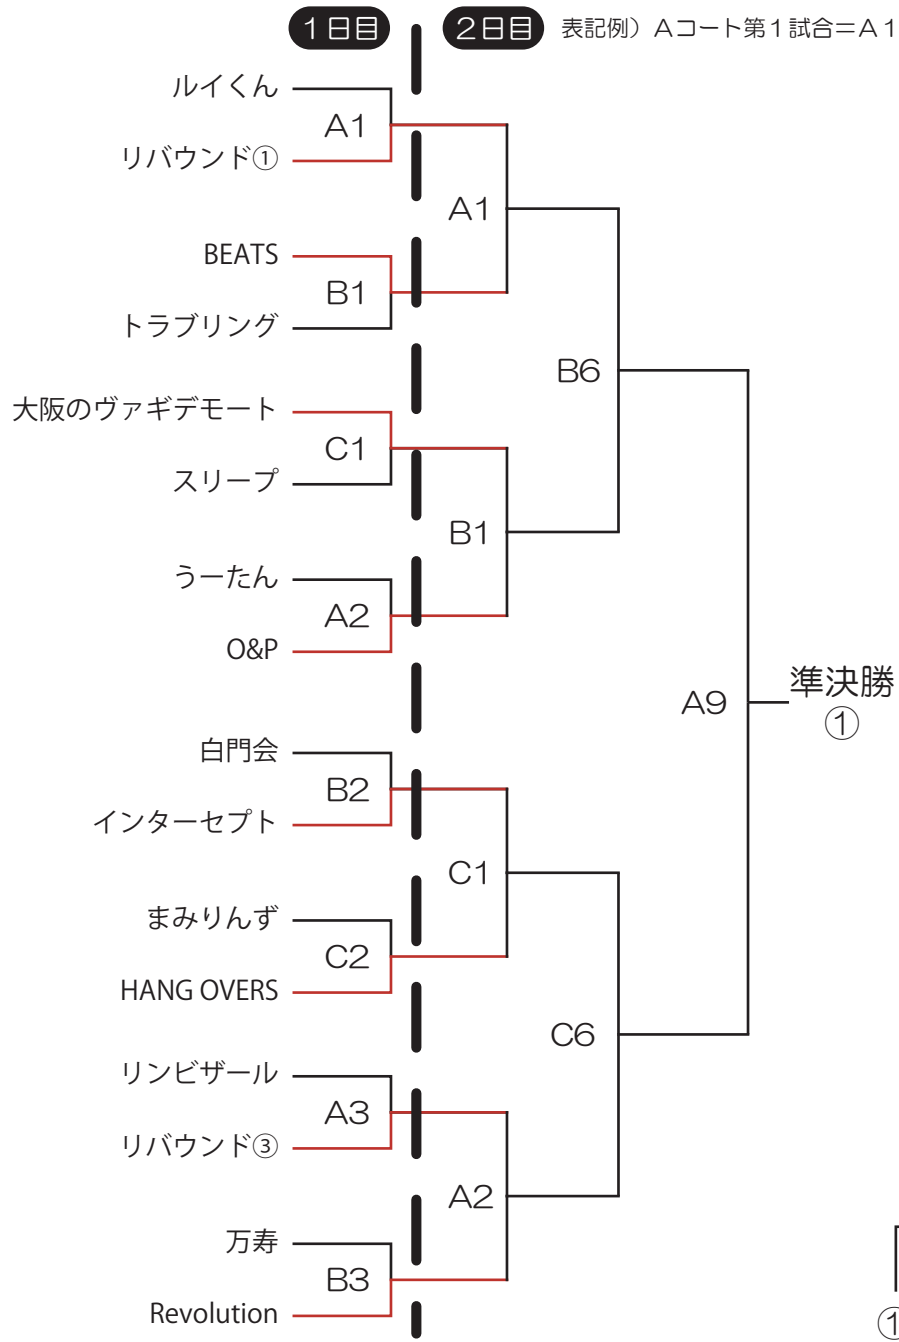 1日目
2日目
表記例）Aコート第1試合＝A1
ルイくん
A1
リバウンド①
A1
BEATS
B1
トラブリング
B6
大阪のヴァギデモート
C1
スリープ
B1
うーたん
A2
O&P
A9
準決勝
①
白門会
B2
インターセプト
C1
まみりんず
C2
HANG OVERS
C6
リンビザール
A3
リバウンド③
A2
万寿
B3
Revolution
①